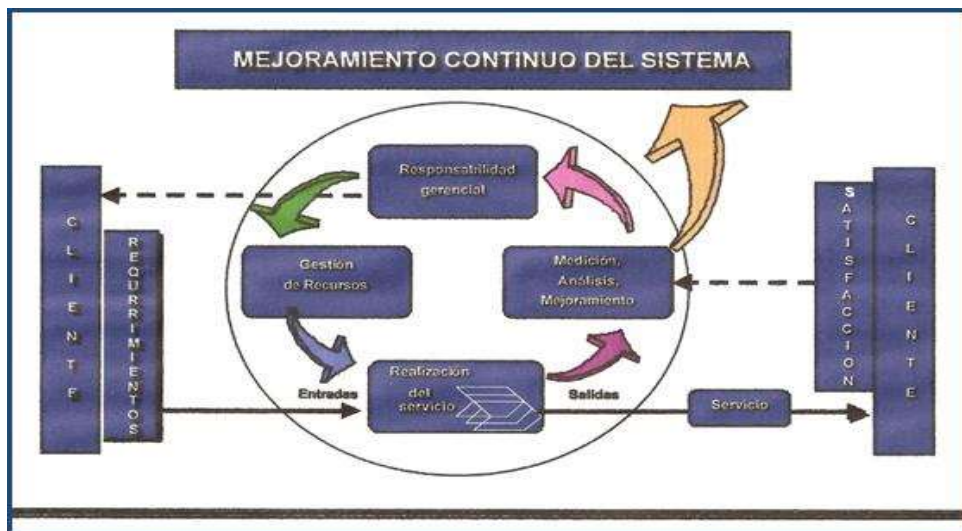 MEJORAMIENTO CONTINUO DEL SISTEMA
Responsabilidad
gerencial
CLIENTE
REQURRIMIENTOS
Gestión
de Recursos
Medición,
Análisis,
Mejoramiento
SATISFACCION
CLIENTE
Realización
del
servicio
Entradas
Salidas
Servicio